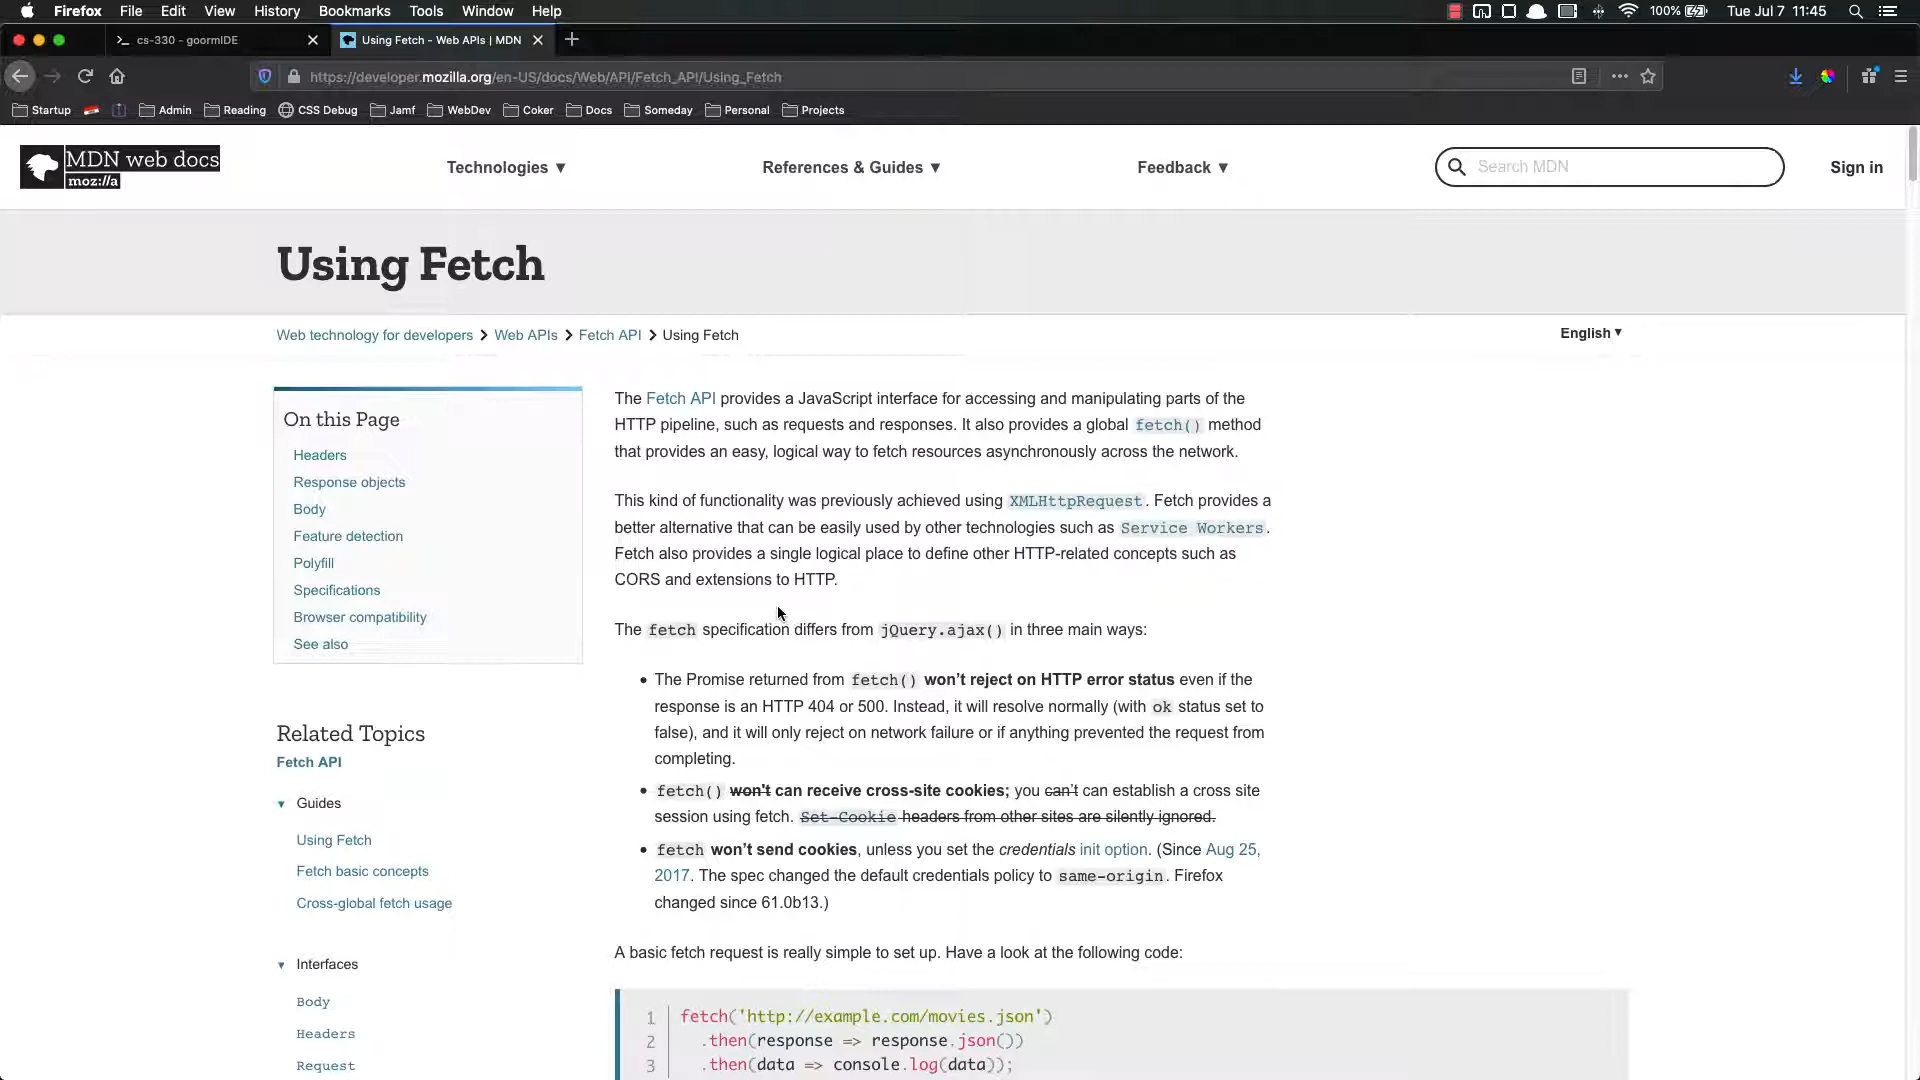 Firefox File Edit View History Bookmarks Tools Window Help 100% Tue Jul 7 11:45
cs-330 - goormIDE Using Fetch - Web APIs | MDN
https://developer.mozilla.org/en-US/docs/Web/API/Fetch_API/Using_Fetch
Startup Admin Reading CSS Debug Jamf WebDev Coker Docs Someday Personal Projects
MDN web docs
moz://a
Technologies ▼ References & Guides ▼ Feedback ▼ Search MDN Sign in
Using Fetch
Web technology for developers > Web APIs > Fetch API > Using Fetch
English ▼
On this Page
Headers
Response objects
Body
Feature detection
Polyfill
Specifications
Browser compatibility
See also
Related Topics
Fetch API
▼ Guides
Using Fetch
Fetch basic concepts
Cross-global fetch usage
▼ Interfaces
Body
Headers
Request
The Fetch API provides a JavaScript interface for accessing and manipulating parts of the
HTTP pipeline, such as requests and responses. It also provides a global fetch() method
that provides an easy, logical way to fetch resources asynchronously across the network.
This kind of functionality was previously achieved using XMLHttpRequest. Fetch provides a
better alternative that can be easily used by other technologies such as Service Workers.
Fetch also provides a single logical place to define other HTTP-related concepts such as
CORS and extensions to HTTP.
The fetch specification differs from jQuery.ajax() in three main ways:
• The Promise returned from fetch() won't reject on HTTP error status even if the
response is an HTTP 404 or 500. Instead, it will resolve normally (with ok status set to
false), and it will only reject on network failure or if anything prevented the request from
completing.
• fetch() won't can receive cross-site cookies; you can't can establish a cross site
session using fetch. Set-Cookie headers from other sites are silently ignored.
• fetch won't send cookies, unless you set the credentials init option. (Since Aug 25,
2017. The spec changed the default credentials policy to same-origin. Firefox
changed since 61.0b13.)
A basic fetch request is really simple to set up. Have a look at the following code:
1 fetch('http://example.com/movies.json')
2 .then(response => response.json())
3 .then(data => console.log(data));